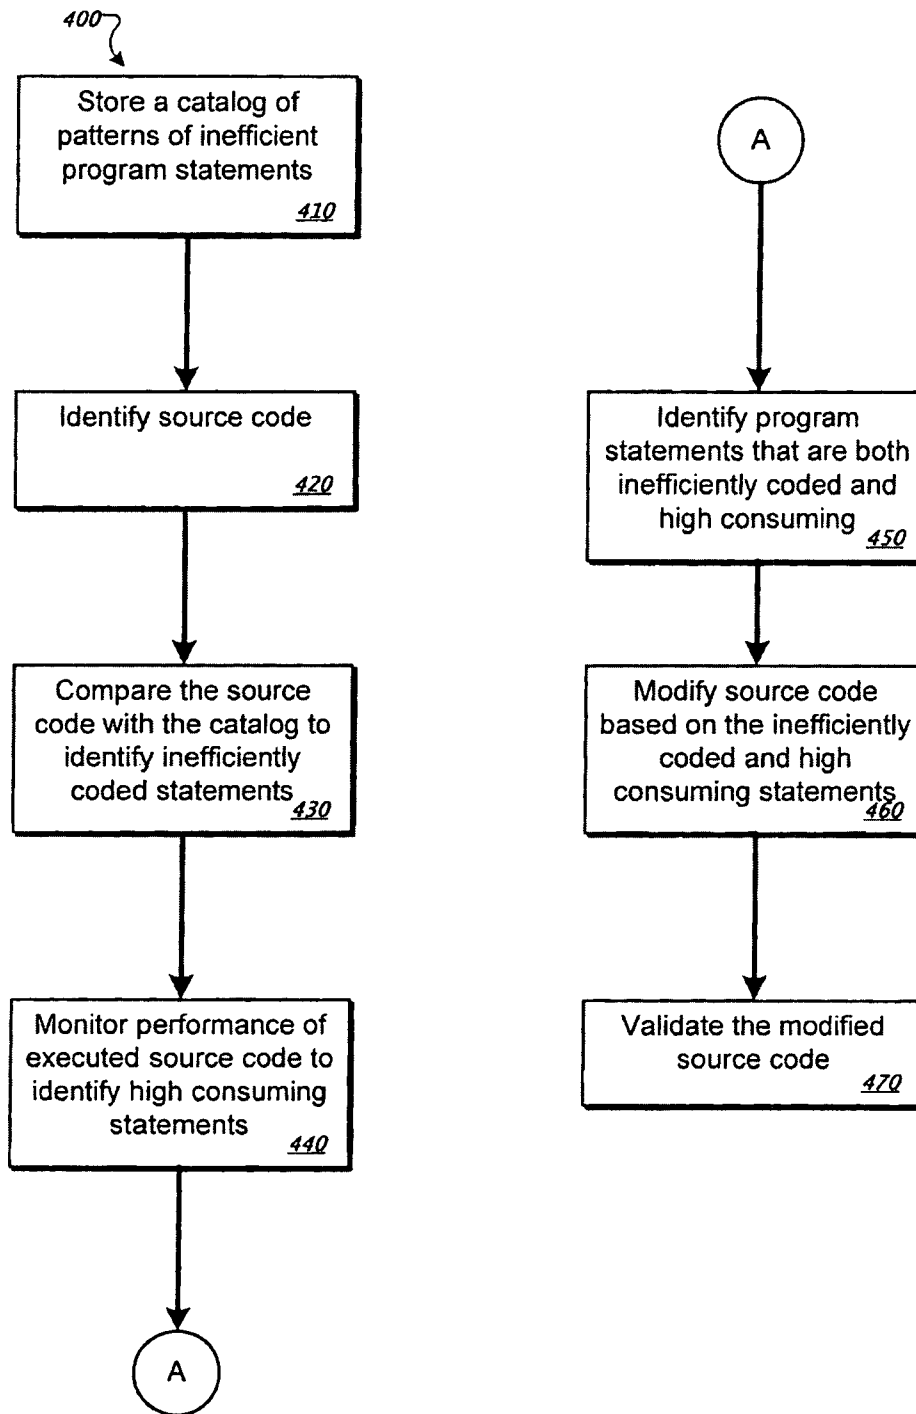 400
Store a catalog of
patterns of inefficient
program statements
410
Identify source code
420
Compare the source
code with the catalog to
identify inefficiently
coded statements
430
Monitor performance of
executed source code to
identify high consuming
statements
440
A
A
Identify program
statements that are both
inefficiently coded and
high consuming
450
Modify source code
based on the inefficiently
coded and high
consuming statements
460
Validate the modified
source code
470